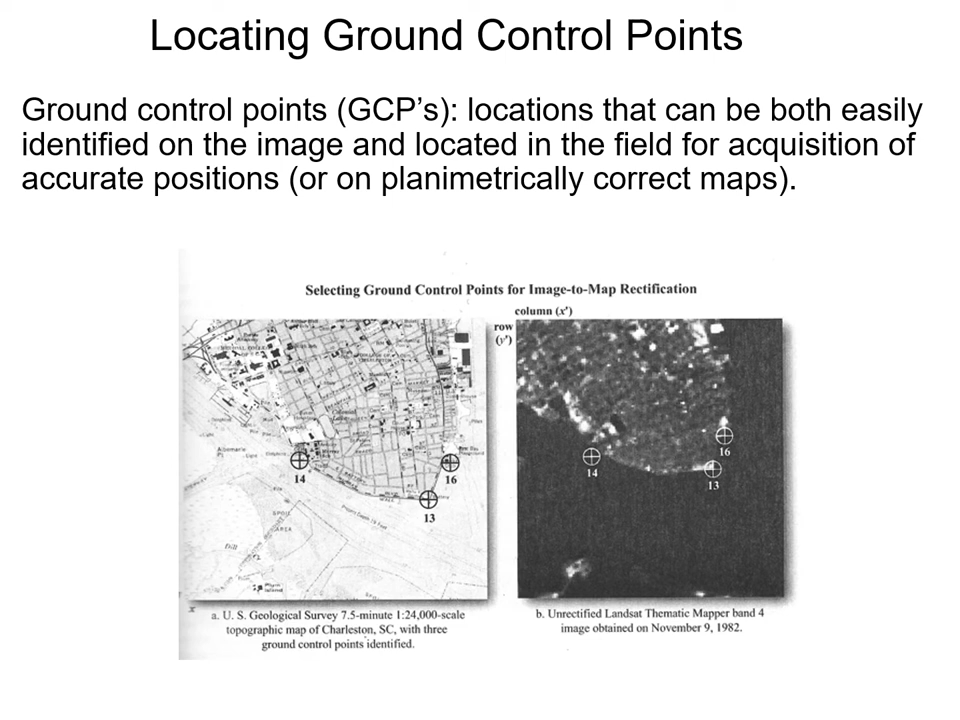 Locating Ground Control Points
Ground control points (GCP’s): locations that can be both easily
identified on the image and located in the field for acquisition of
accurate positions (or on planimetrically correct maps).
Selecting Ground Control Points for Image-to-Map Rectification
column (x')
row
(y')
14
16
13
Dill
SPOIL
AREA
16
14
13
x
a. U. S. Geological Survey 7.5-minute 1:24,000-scale
topographic map of Charleston, SC, with three
ground control points identified.
b. Unrectified Landsat Thematic Mapper band 4
image obtained on November 9, 1982.